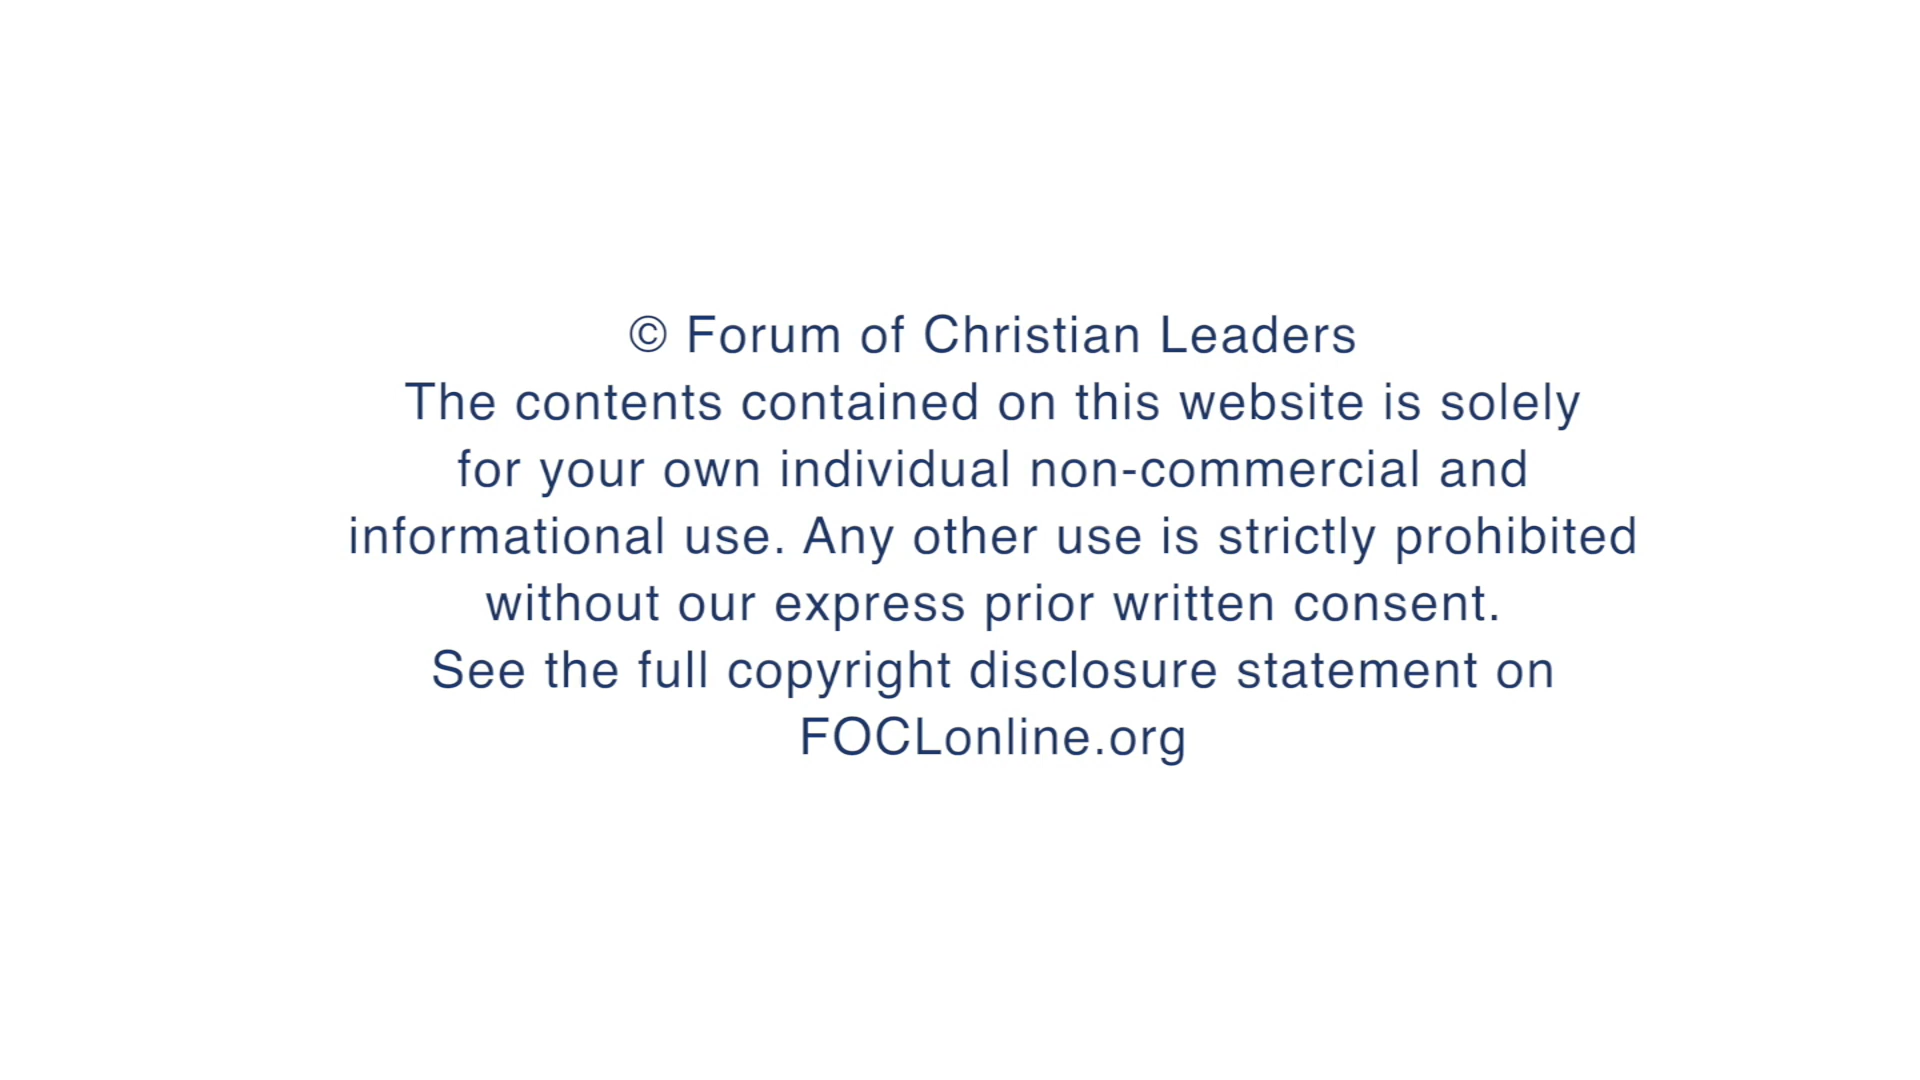 © Forum of Christian Leaders
The contents contained on this website is solely
for your own individual non-commercial and
informational use. Any other use is strictly prohibited
without our express prior written consent.
See the full copyright disclosure statement on
FOCLonline.org